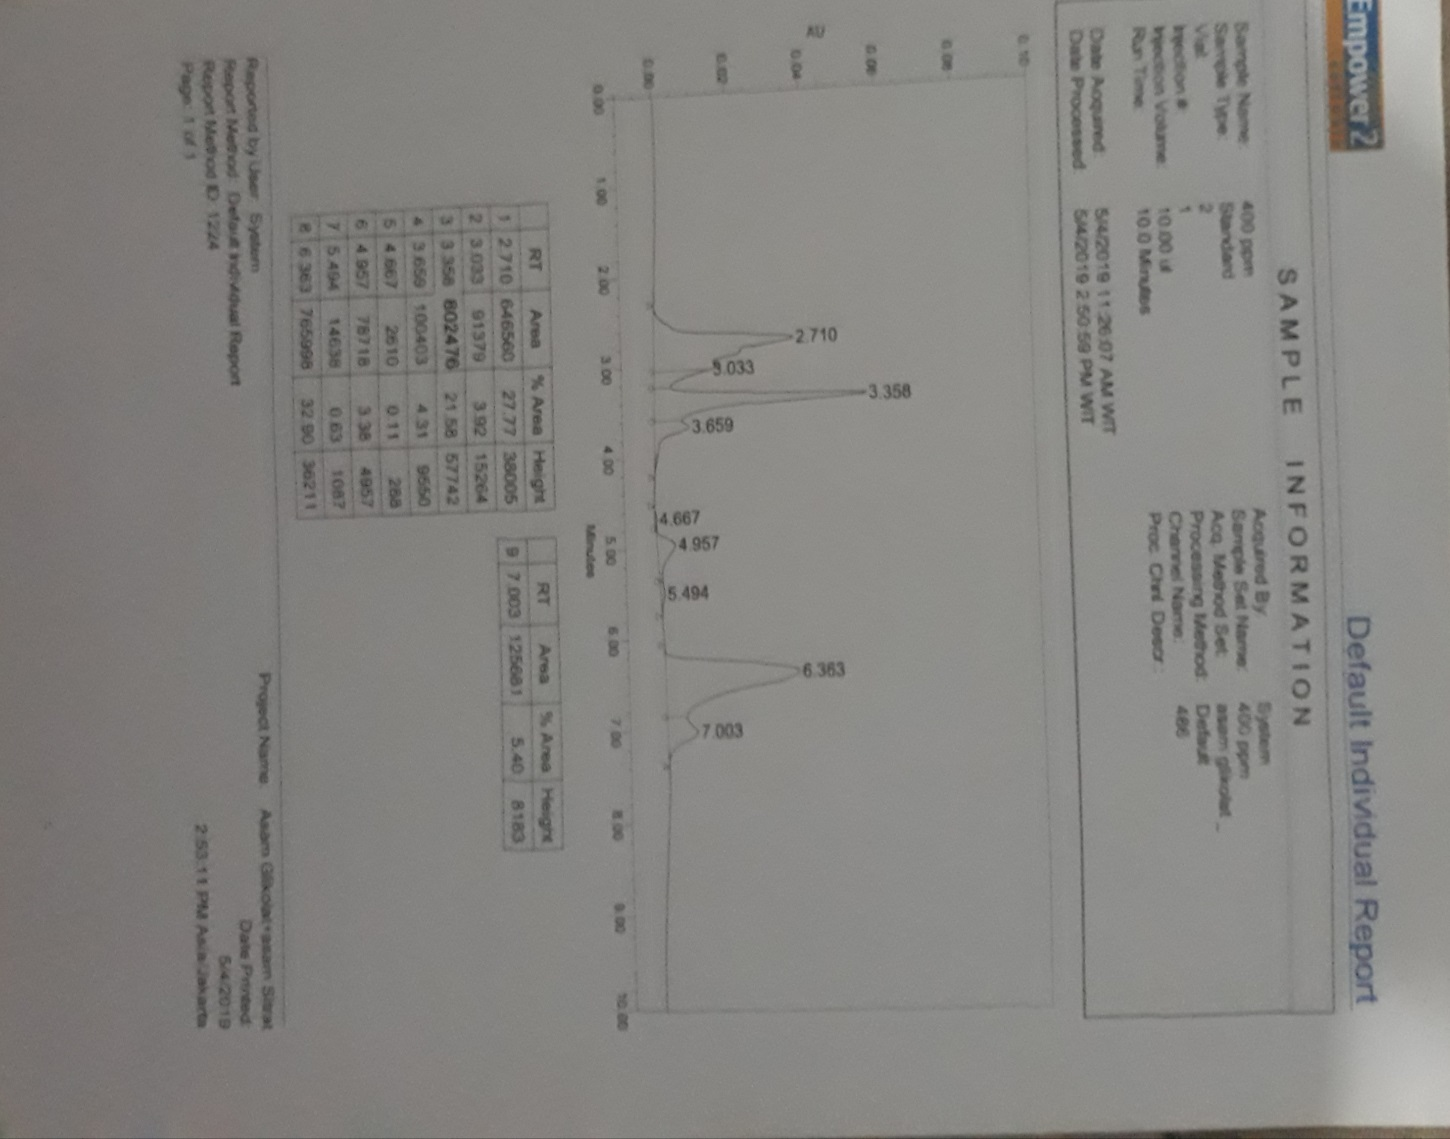 Empower2
SOFTWARE
Default Individual Report
SAMPLE INFORMATION
Sample Name: 400 ppm
Sample Type: Standard
Vial: 2
Injection #: 1
Injection Volume: 10.00 ul
Run Time: 10.0 Minutes
Date Acquired: 5/4/2019 11:26:07 AM WIT
Date Processed: 5/4/2019 2:50:59 PM WIT
Acquired By: System
Sample Set Name: 400 ppm
Acq. Method Set: asam glikolat_
Processing Method: Default
Channel Name: 486
Proc. Chnl. Descr.:
AU
0.10
0.08
0.06
0.04
0.02
0.00
2.710
3.033
3.358
3.659
4.667
4.957
5.494
6.363
7.003
0.00 1.00 2.00 3.00 4.00 5.00 6.00 7.00 8.00 9.00 10.00
Minutes
RT Area % Area Height
1 2.710 646560 27.77 38005
2 3.033 91379 3.92 15264
3 3.358 502476 21.58 57742
4 3.659 100403 4.31 9550
5 4.667 2610 0.11 288
6 4.957 78718 3.38 4957
7 5.494 14638 0.63 1087
8 6.363 765998 32.90 36211
RT Area % Area Height
9 7.003 125681 5.40 8183
Reported by User: System
Report Method: Default Individual Report
Report Method ID: 1224
Page: 1 of 1
Project Name: Asam Glikolat+asam Sitrat
Date Printed:
5/4/2019
2:53:11 PM Asia/Jakarta